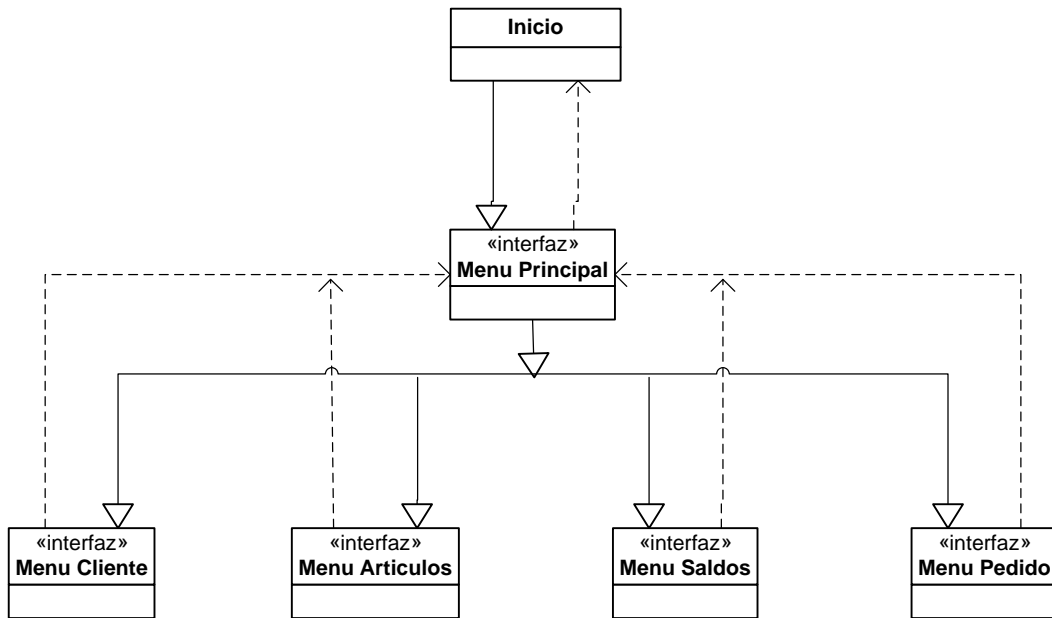 Inicio
«interfaz»
Menu Principal
«interfaz»
Menu Cliente
«interfaz»
Menu Articulos
«interfaz»
Menu Saldos
«interfaz»
Menu Pedido